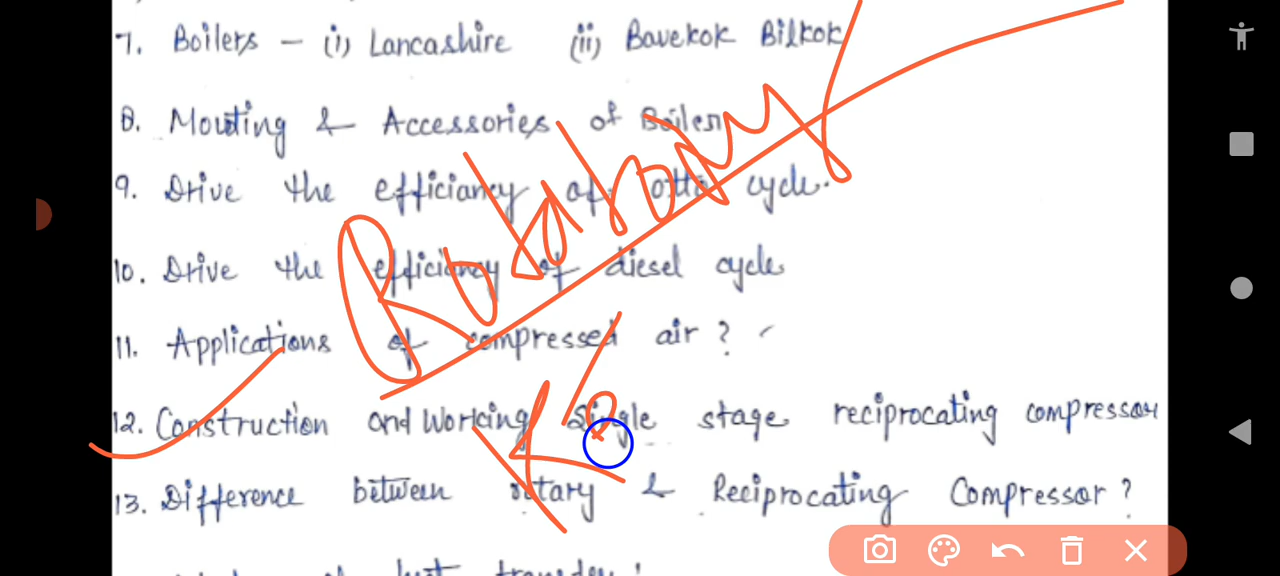 7. Boilers - (i) Lancashire (ii) Bavekok Bilkok
8. Mouting & Accessories of Boiler
9. Drive the efficiancy of otto cycle.
10. Drive the efficiancy of diesel cycle
11. Applications of compressed air?
12. Construction and Working Single stage reciprocating compressor
13. Difference between rotary & Reciprocating Compressor?